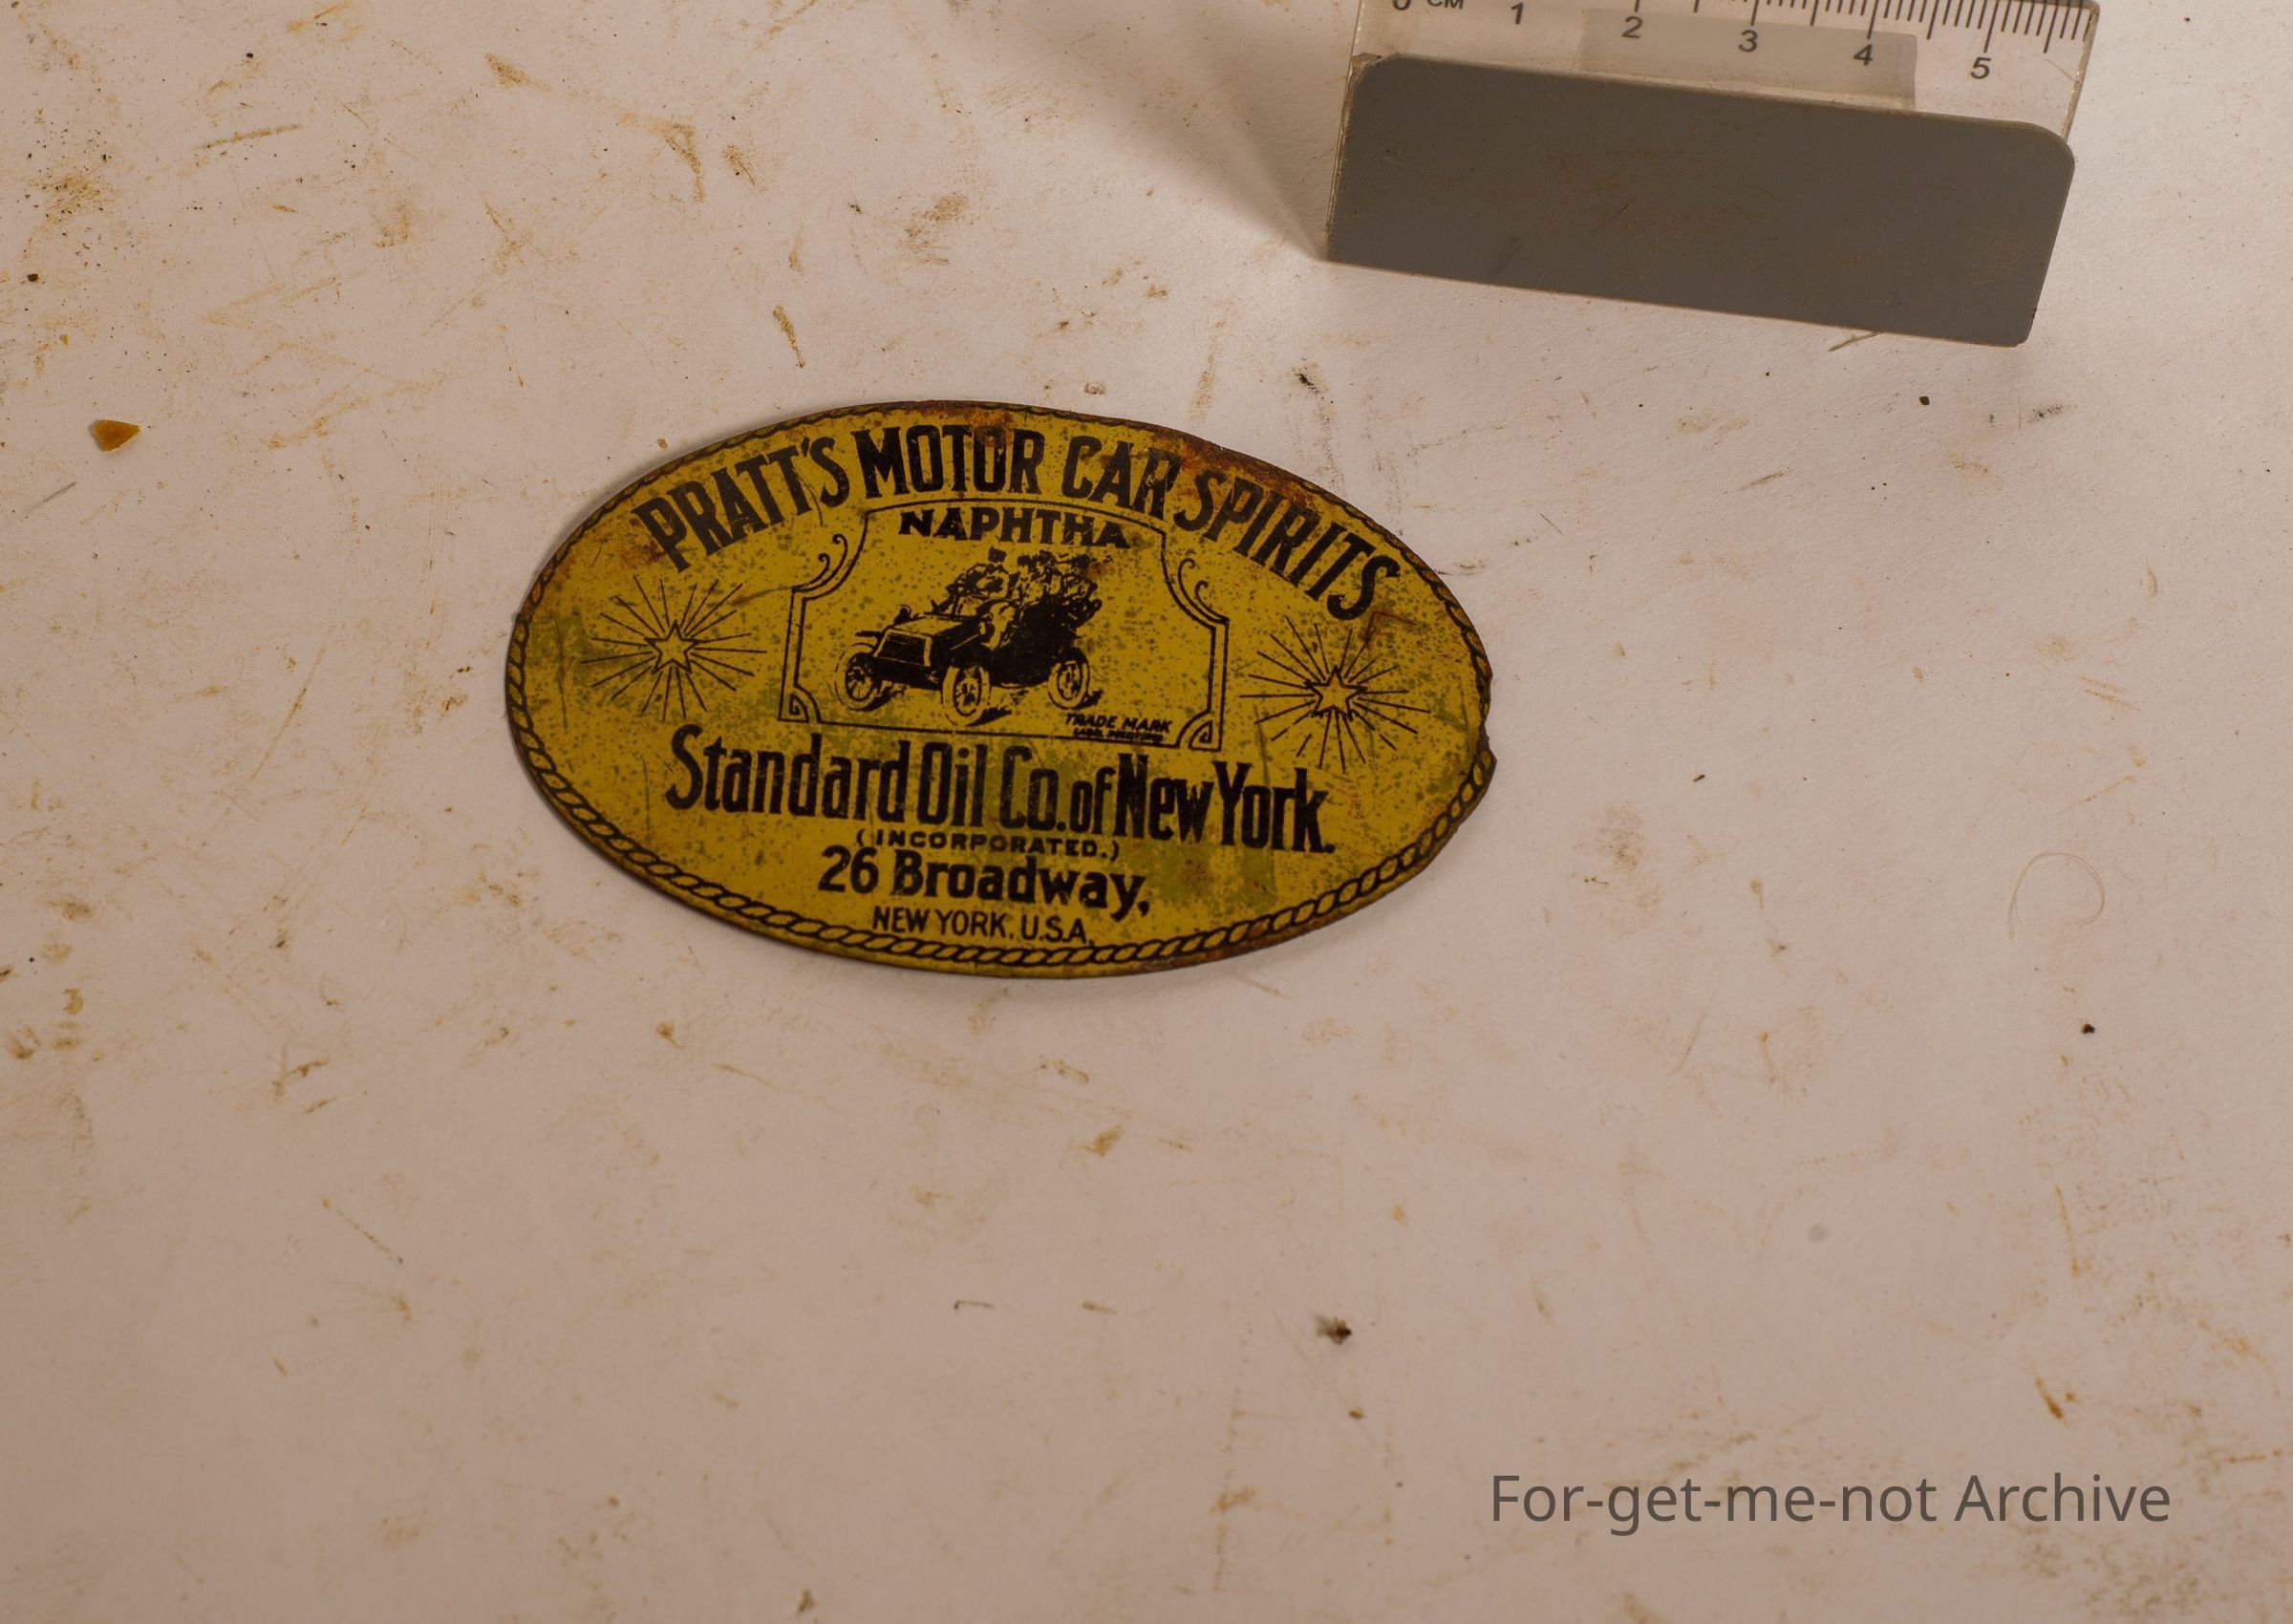 0 CM 1 2 3 4 5
PRATT'S MOTOR CAR SPIRITS
NAPHTHA
TRADE MARK
Standard Oil Co. of New York.
(INCORPORATED.)
26 Broadway,
NEW YORK, U.S.A.
For-get-me-not Archive